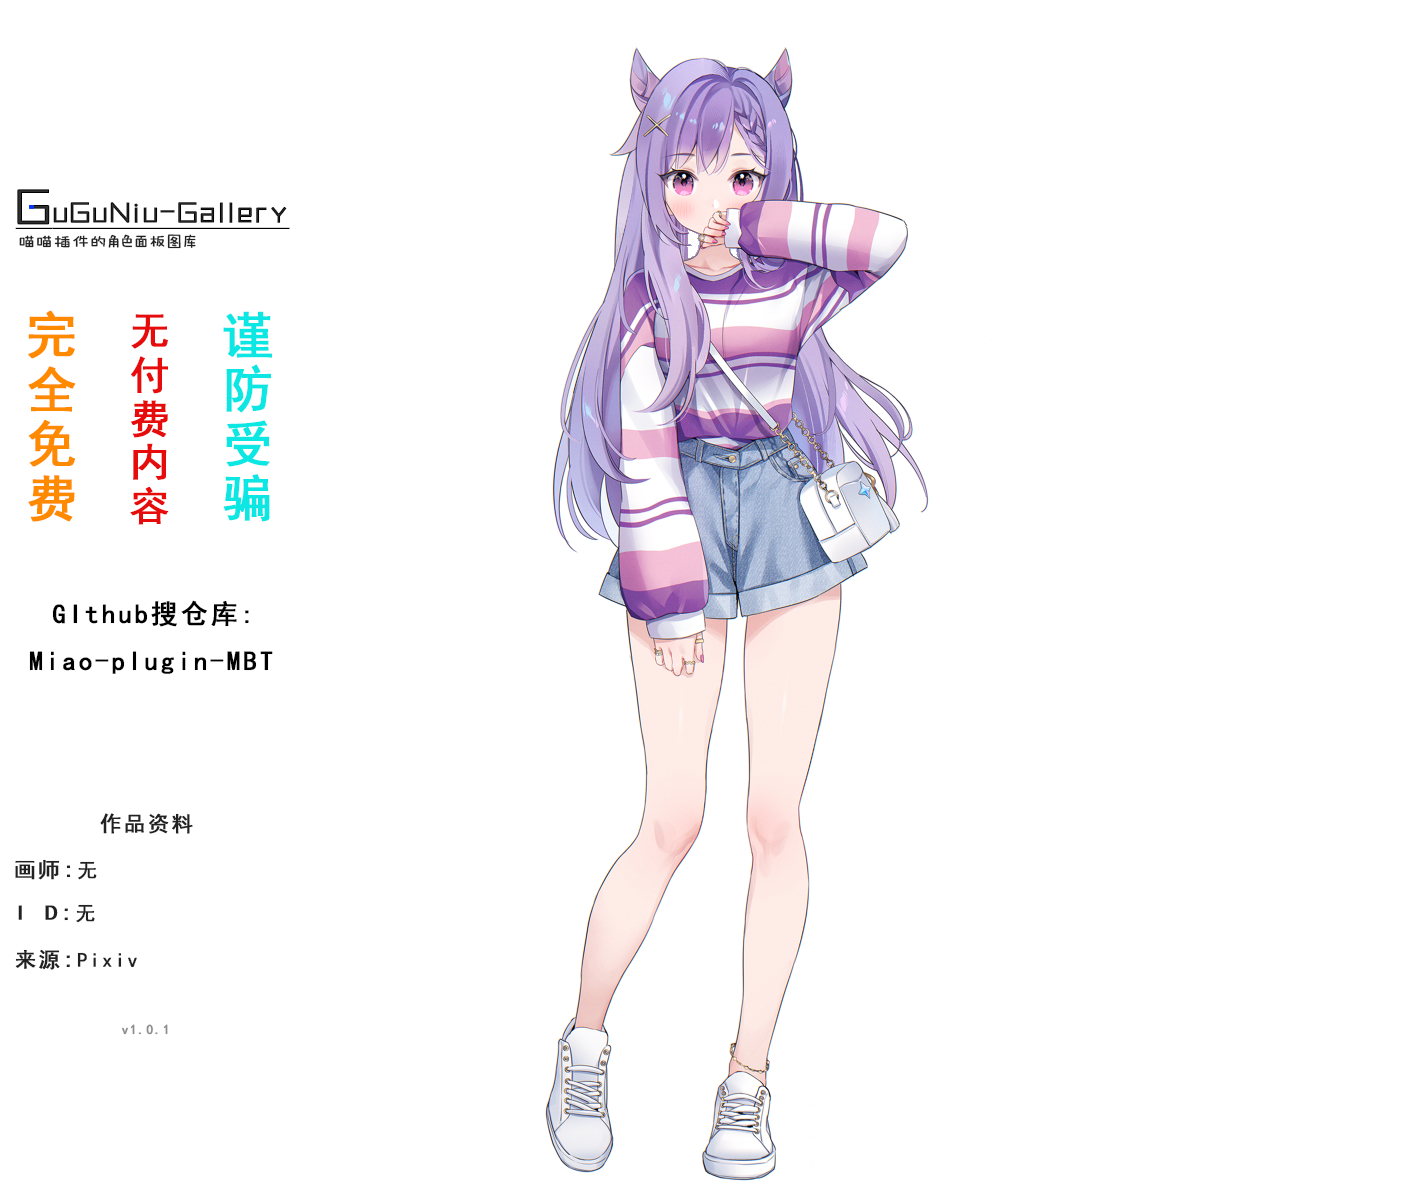 GuGuNiu-Gallery
喵喵插件的角色面板图库
完全免费
无付费内容
谨防受骗
GIthub搜仓库:
Miao-plugin-MBT
作品资料
画师:无
I D:无
来源:Pixiv
v1.0.1